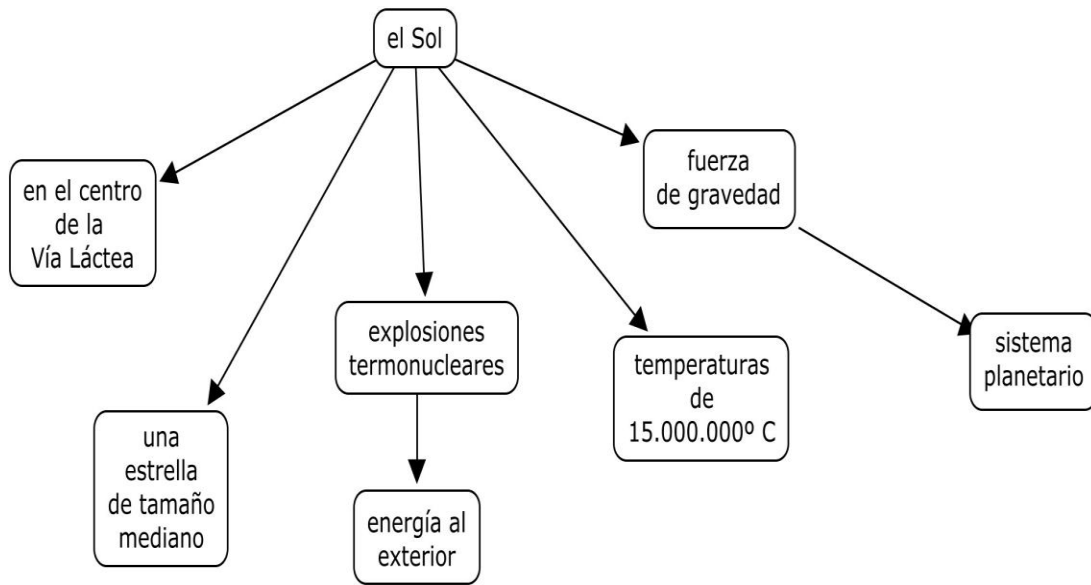 el Sol
en el centro
de la
Vía Láctea
fuerza
de gravedad
explosiones
termonucleares
temperaturas
de
15.000.000º C
sistema
planetario
una
estrella
de tamaño
mediano
energía al
exterior